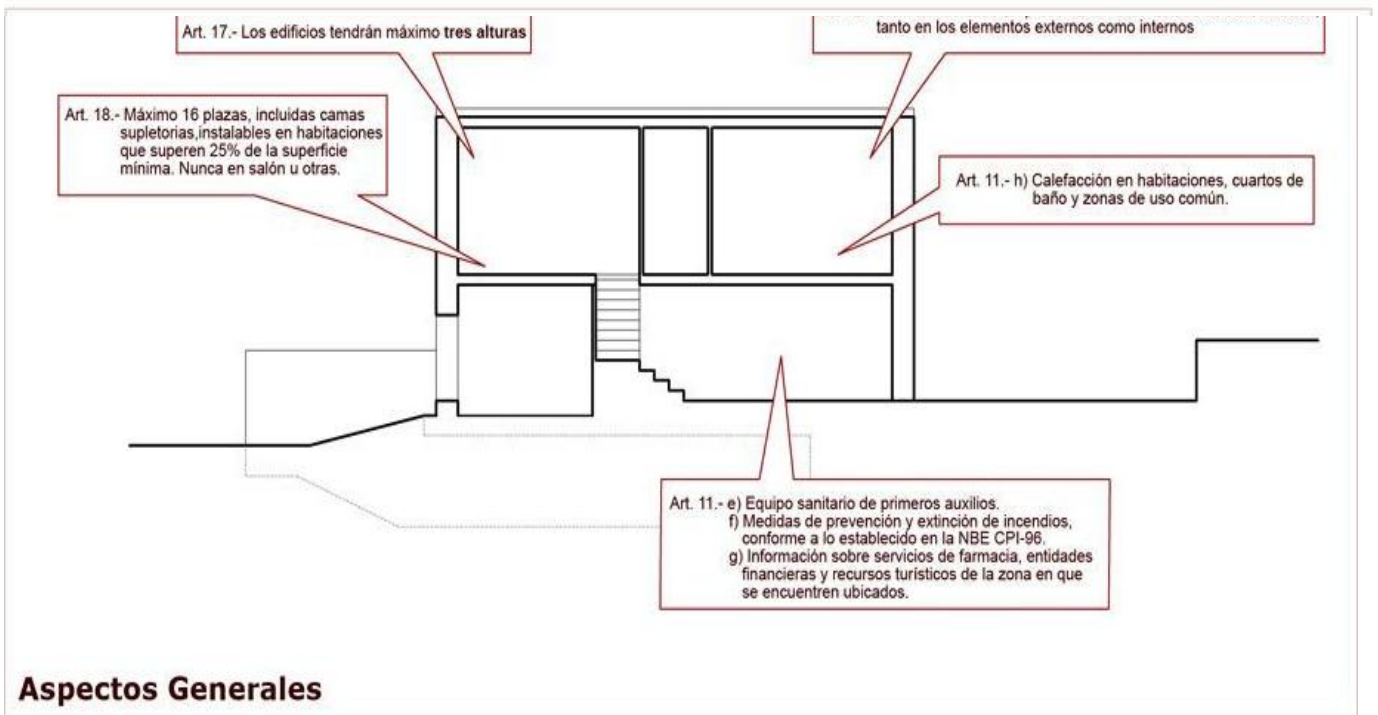 Art. 17.- Los edificios tendrán máximo tres alturas
tanto en los elementos externos como internos
Art. 18.- Máximo 16 plazas, incluidas camas
supletorias,instalables en habitaciones
que superen 25% de la superficie
mínima. Nunca en salón u otras.
Art. 11.- h) Calefacción en habitaciones, cuartos de
baño y zonas de uso común.
Art. 11.- e) Equipo sanitario de primeros auxilios.
f) Medidas de prevención y extinción de incendios,
conforme a lo establecido en la NBE CPI-96.
g) Información sobre servicios de farmacia, entidades
financieras y recursos turísticos de la zona en que
se encuentren ubicados.
Aspectos Generales